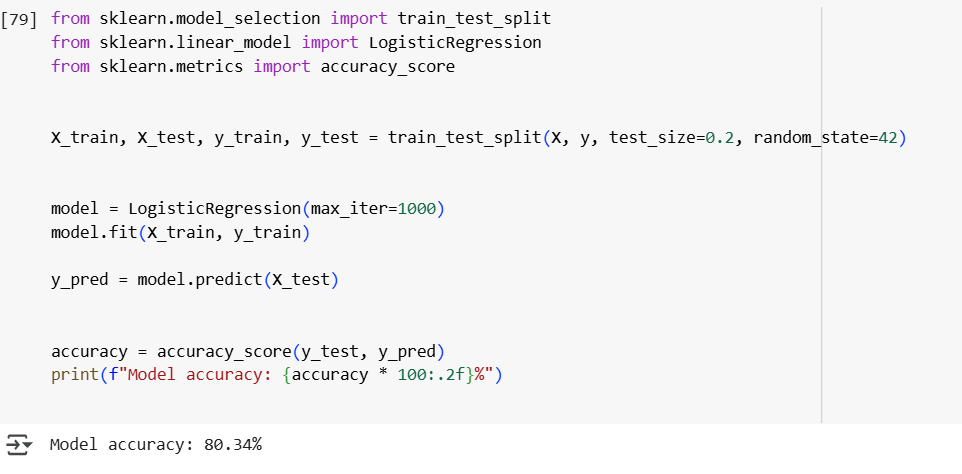 [79] from sklearn.model_selection import train_test_split
from sklearn.linear_model import LogisticRegression
from sklearn.metrics import accuracy_score
X_train, X_test, y_train, y_test = train_test_split(X, y, test_size=0.2, random_state=42)
model = LogisticRegression(max_iter=1000)
model.fit(X_train, y_train)
y_pred = model.predict(X_test)
accuracy = accuracy_score(y_test, y_pred)
print(f"Model accuracy: {accuracy * 100:.2f}%")
Model accuracy: 80.34%